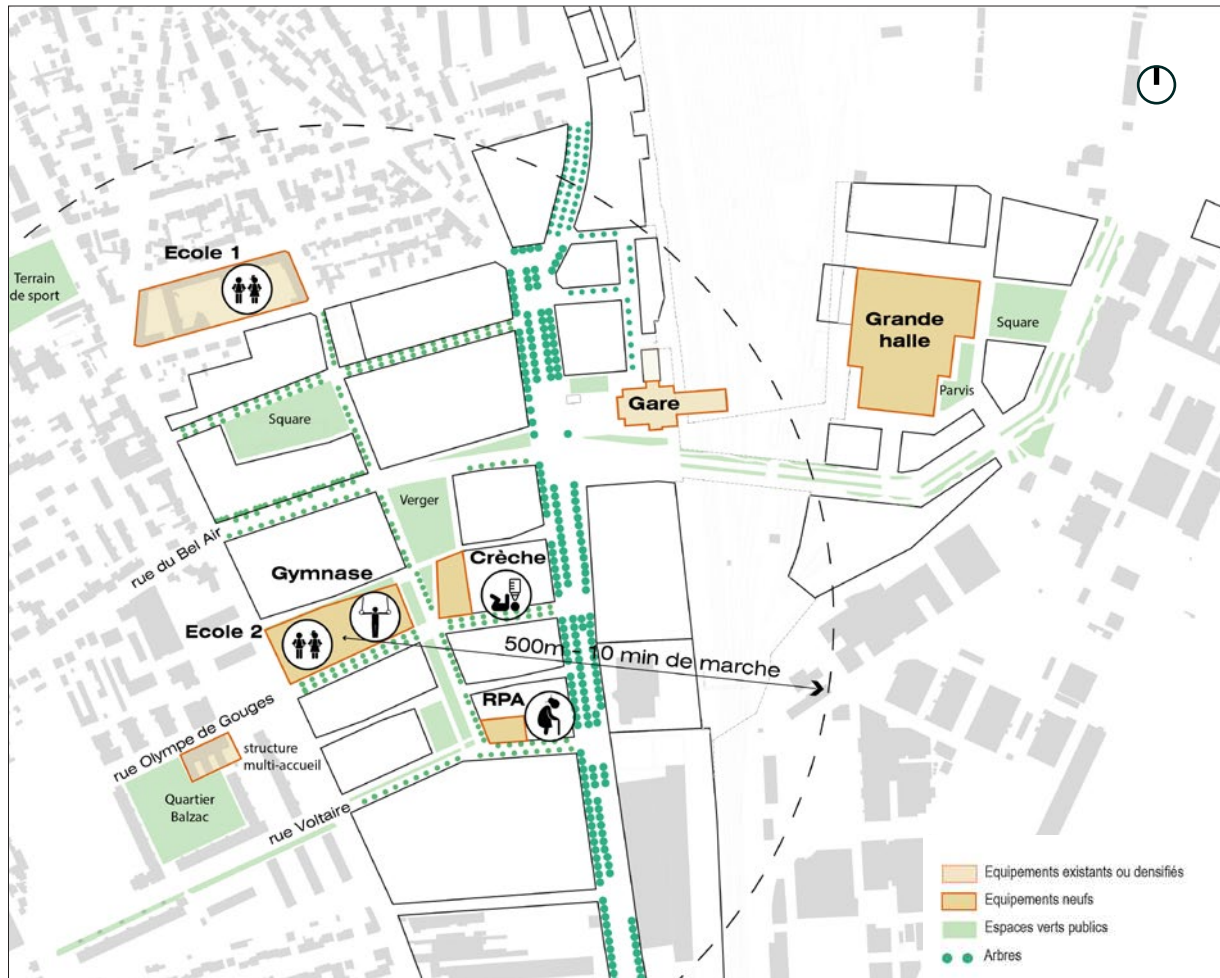 Ecole 1
Terrain
de sport
Grande
halle
Square
Gare
Parvis
Square
Verger
rue du Bel Air
Crèche
Gymnase
Ecole 2
500m - 10 min de marche
RPA
rue Olympe de Gouges
structure
multi-accueil
Quartier
Balzac
rue Voltaire
Equipements existants ou densifiés
Equipements neufs
Espaces verts publics
Arbres